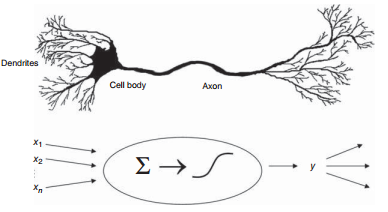 Dendrites
Cell body
Axon
x1
x2
⋮
xn
Σ
y